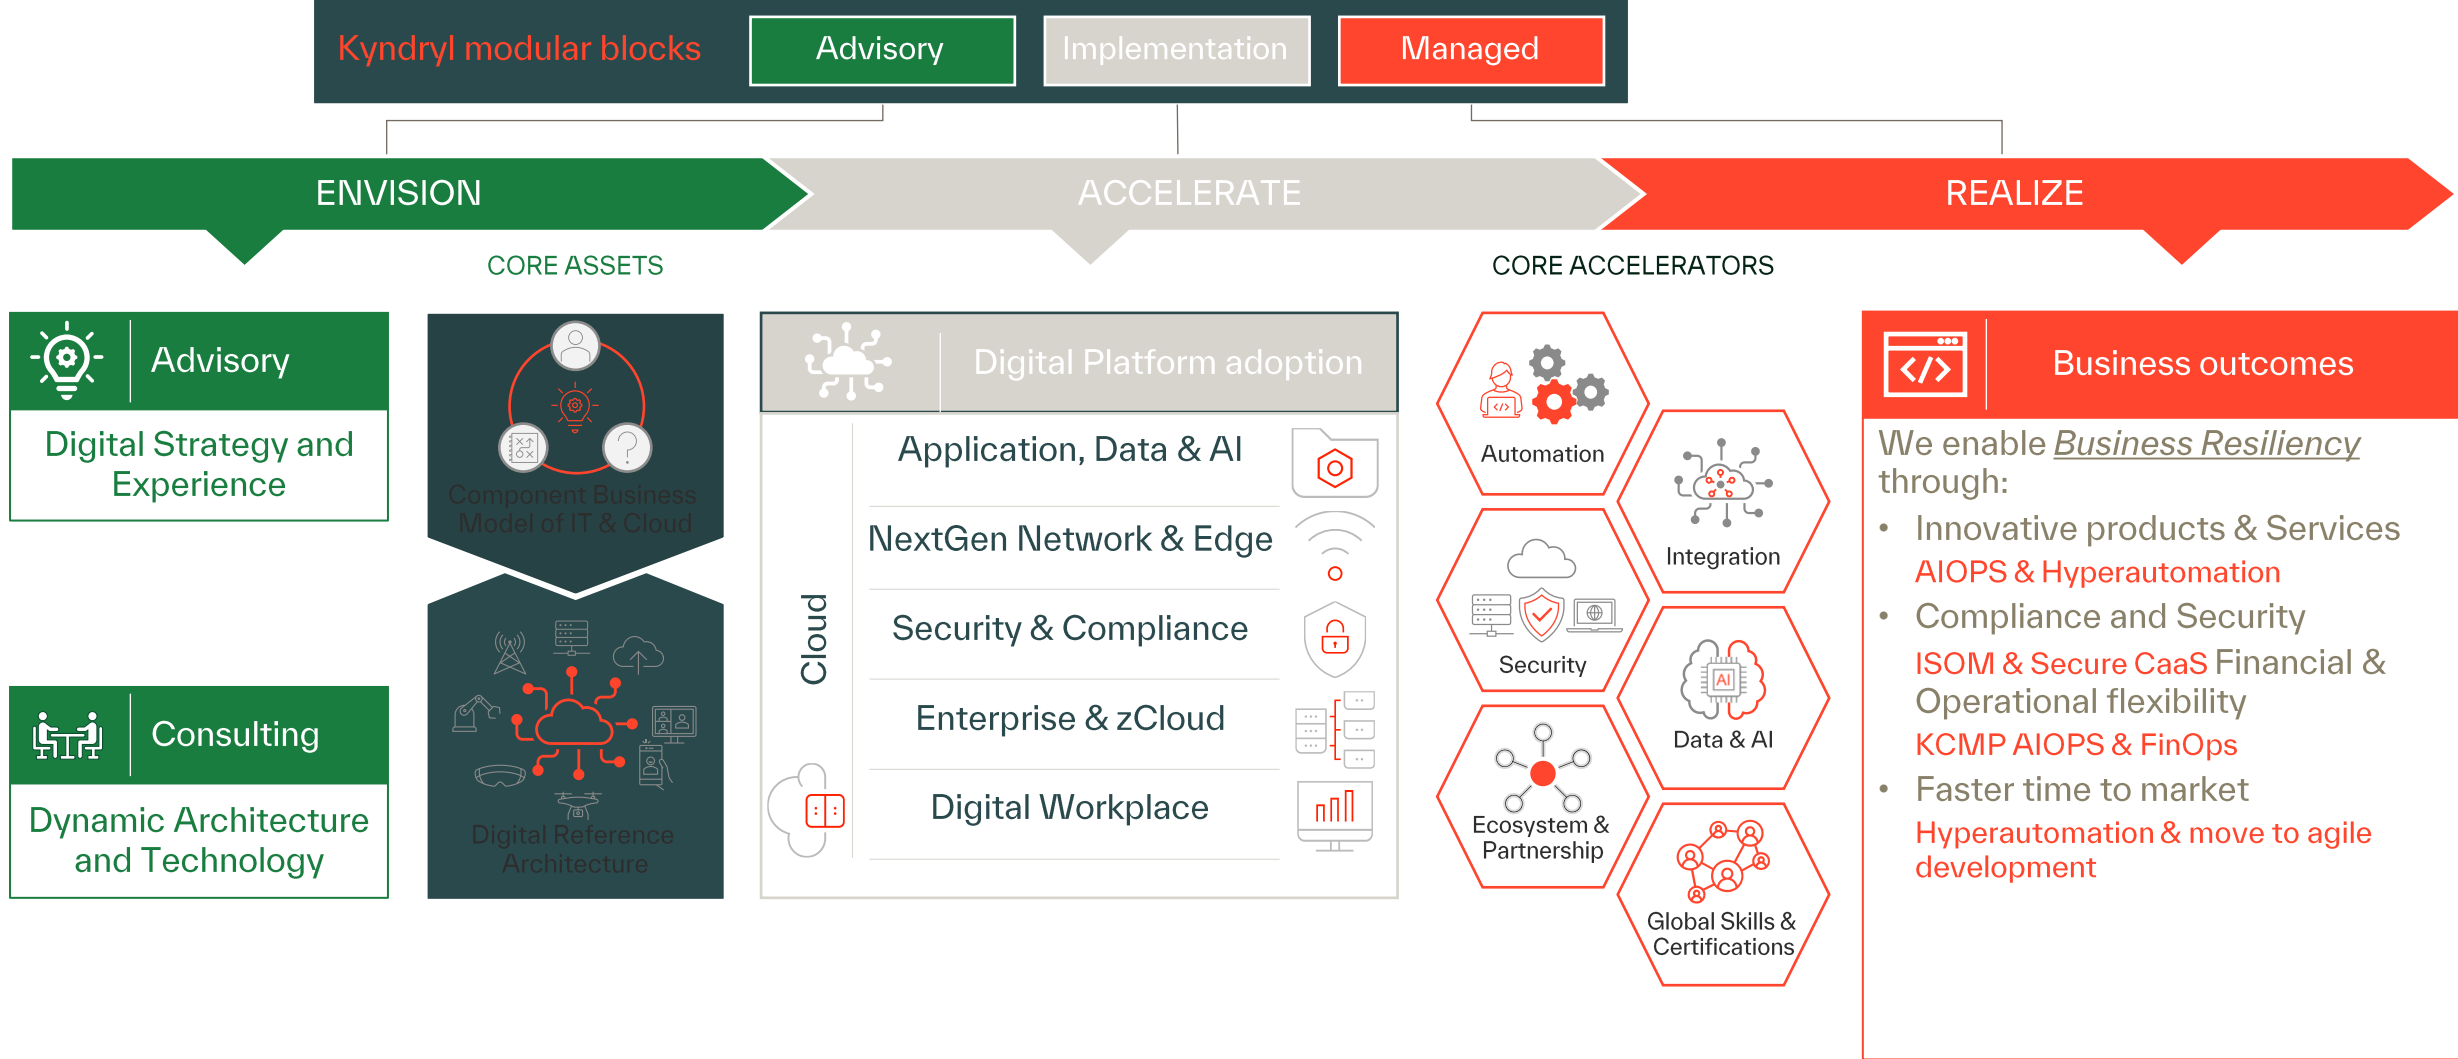 Kyndryl modular blocks
Advisory
Implementation
Managed
ENVISION
ACCELERATE
REALIZE
CORE ASSETS
CORE ACCELERATORS
Advisory
Digital Strategy and
Experience
Consulting
Dynamic Architecture
and Technology
Component Business
Model of IT & Cloud
Digital Reference
Architecture
Digital Platform adoption
Cloud
Application, Data & AI
NextGen Network & Edge
Security & Compliance
Enterprise & zCloud
Digital Workplace
Automation
Integration
Security
AI
Data & AI
Ecosystem &
Partnership
Global Skills &
Certifications
Business outcomes
We enable Business Resiliency
through:
• Innovative products & Services
AIOPS & Hyperautomation
• Compliance and Security
ISOM & Secure CaaS Financial &
Operational flexibility
KCMP AIOPS & FinOps
• Faster time to market
Hyperautomation & move to agile
development